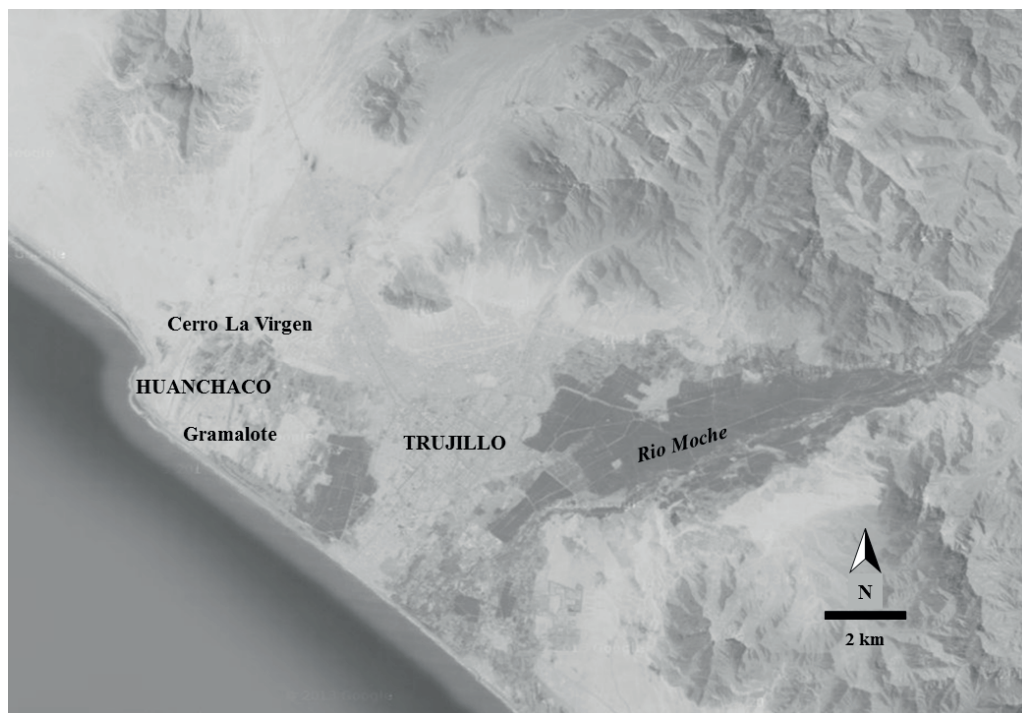 Cerro La Virgen
HUANCHACO
Gramalote
TRUJILLO
Rio Moche
N
2 km